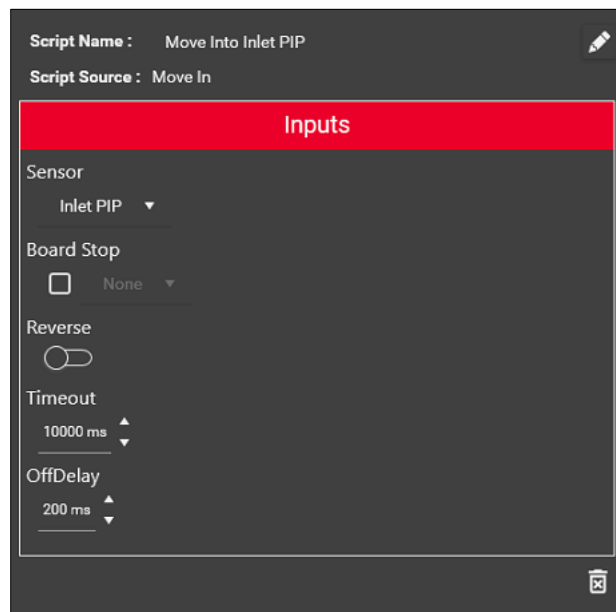 Script Name : Move Into Inlet PIP
Script Source : Move In
Inputs
Sensor
Inlet PIP
Board Stop
None
Reverse
Timeout
10000 ms
OffDelay
200 ms